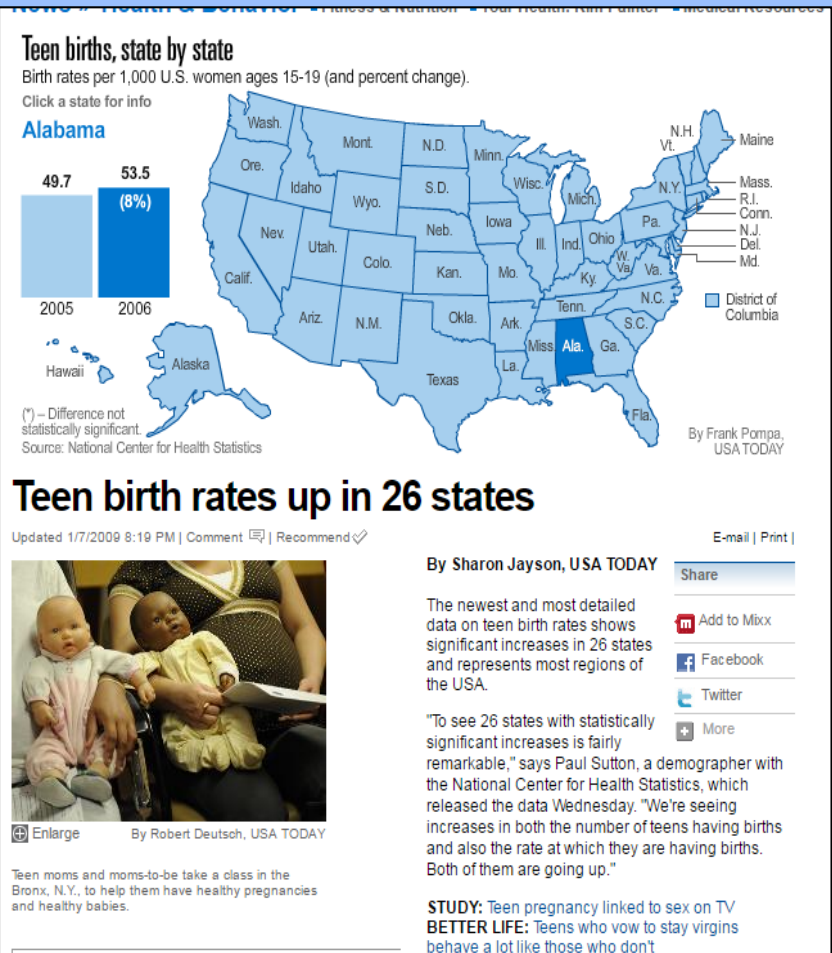 News » Health & Behavior Fitness & Nutrition Your Health: Kim Painter Medical Resources
Teen births, state by state
Birth rates per 1,000 U.S. women ages 15-19 (and percent change).
Click a state for info
Alabama
49.7
53.5
(8%)
2005
2006
Wash.
Ore.
Calif.
Nev.
Idaho
Mont.
Wyo.
Utah.
Colo.
Ariz.
N.M.
N.D.
S.D.
Neb.
Kan.
Okla.
Texas
Minn.
Iowa
Mo.
Ark.
La.
Wisc.
Ill.
Mich.
Ind.
Ohio
Ky.
Tenn.
Miss.
Ala.
Ga.
Fla.
S.C.
N.C.
Va.
W.
Va.
Pa.
N.Y.
Vt.
N.H.
Maine
Mass.
R.I.
Conn.
N.J.
Del.
Md.
District of
Columbia
Hawaii
Alaska
(*) – Difference not
statistically significant.
Source: National Center for Health Statistics
By Frank Pompa,
USA TODAY
Teen birth rates up in 26 states
Updated 1/7/2009 8:19 PM | Comment | Recommend
E-mail | Print |
Enlarge
By Robert Deutsch, USA TODAY
Teen moms and moms-to-be take a class in the
Bronx, N.Y., to help them have healthy pregnancies
and healthy babies.
By Sharon Jayson, USA TODAY
The newest and most detailed
data on teen birth rates shows
significant increases in 26 states
and represents most regions of
the USA.
"To see 26 states with statistically
significant increases is fairly
remarkable," says Paul Sutton, a demographer with
the National Center for Health Statistics, which
released the data Wednesday. "We're seeing
increases in both the number of teens having births
and also the rate at which they are having births.
Both of them are going up."
STUDY: Teen pregnancy linked to sex on TV
BETTER LIFE: Teens who vow to stay virgins
behave a lot like those who don't
Share
Add to Mixx
Facebook
Twitter
More